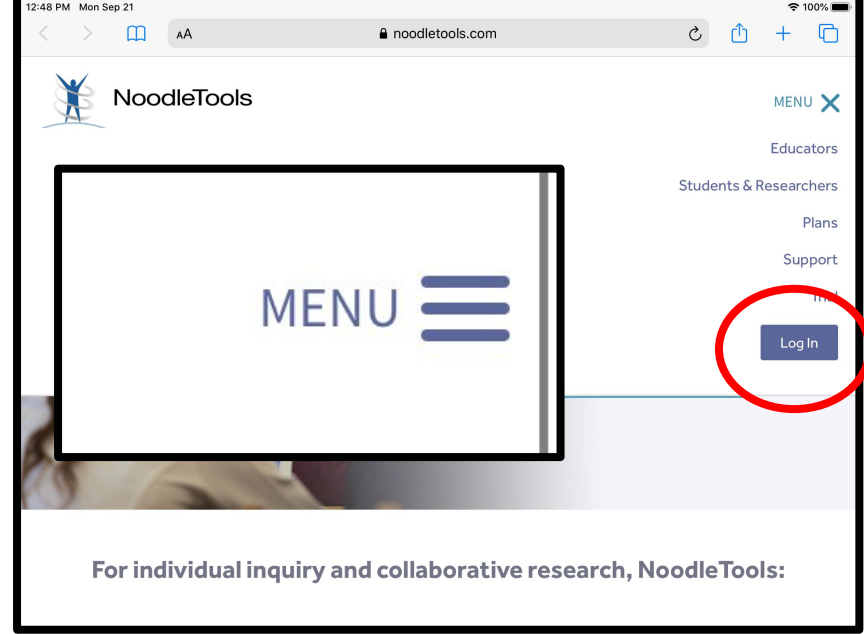 12:48 PM Mon Sep 21
100%
AA
noodletools.com
NoodleTools
MENU
Educators
Students & Researchers
Plans
Support
Trial
Log In
MENU
For individual inquiry and collaborative research, NoodleTools: